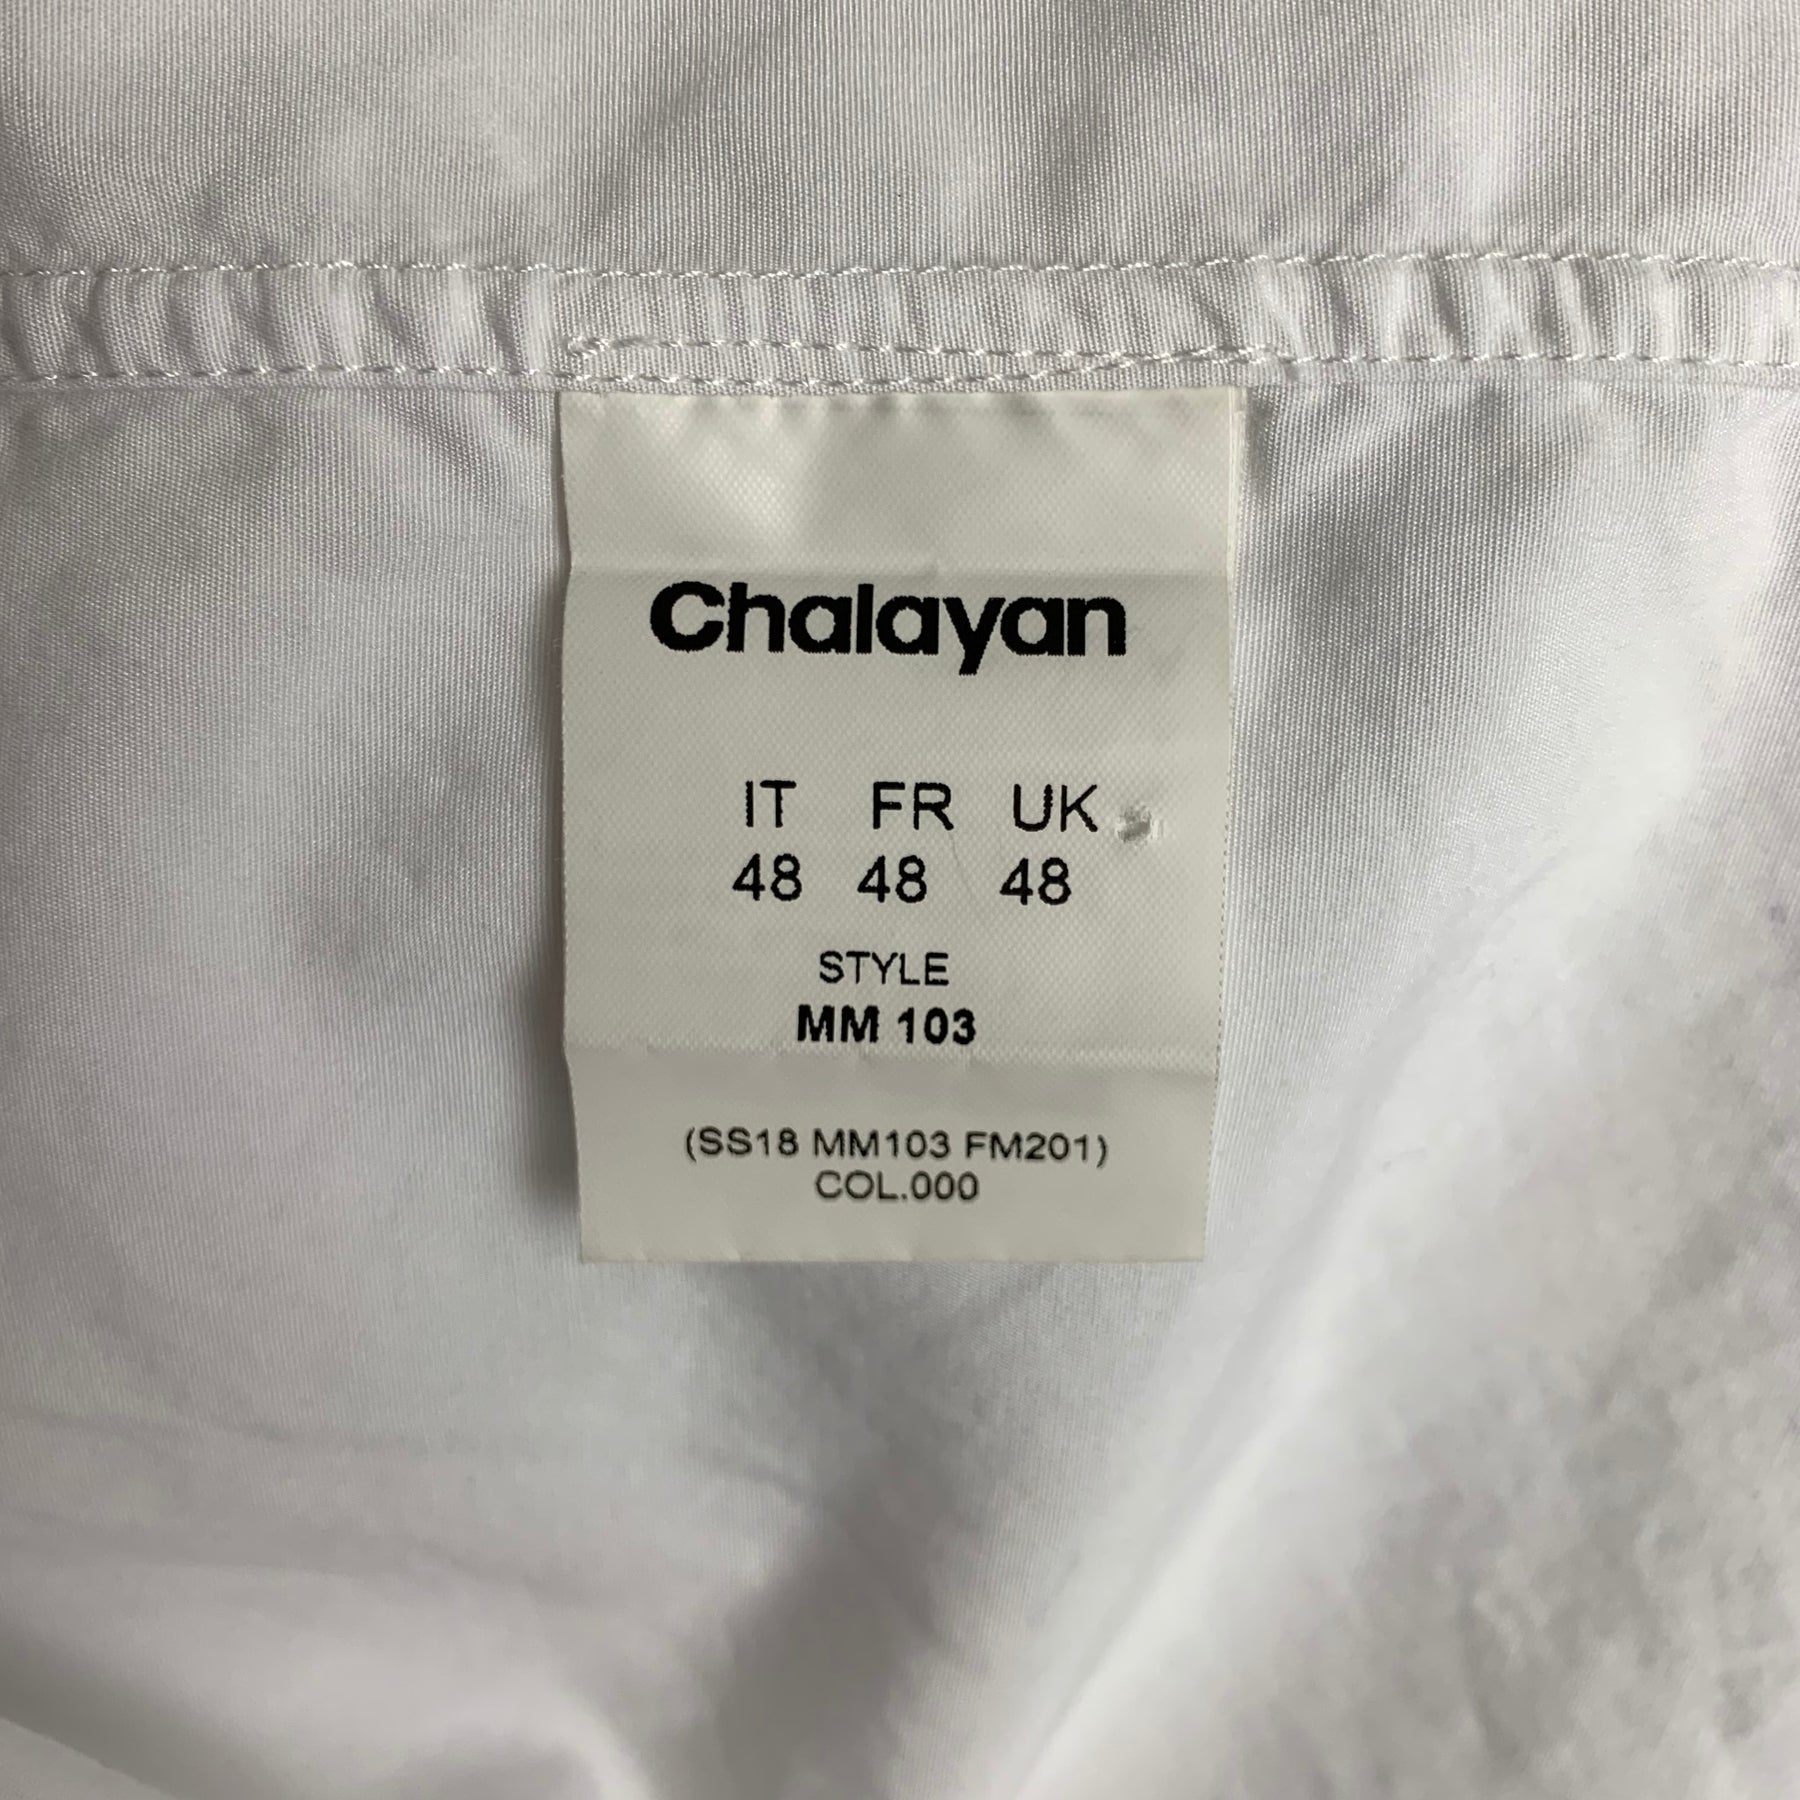 Chalayan
IT FR UK
48 48 48
STYLE
MM 103
(SS18 MM103 FM201)
COL.000